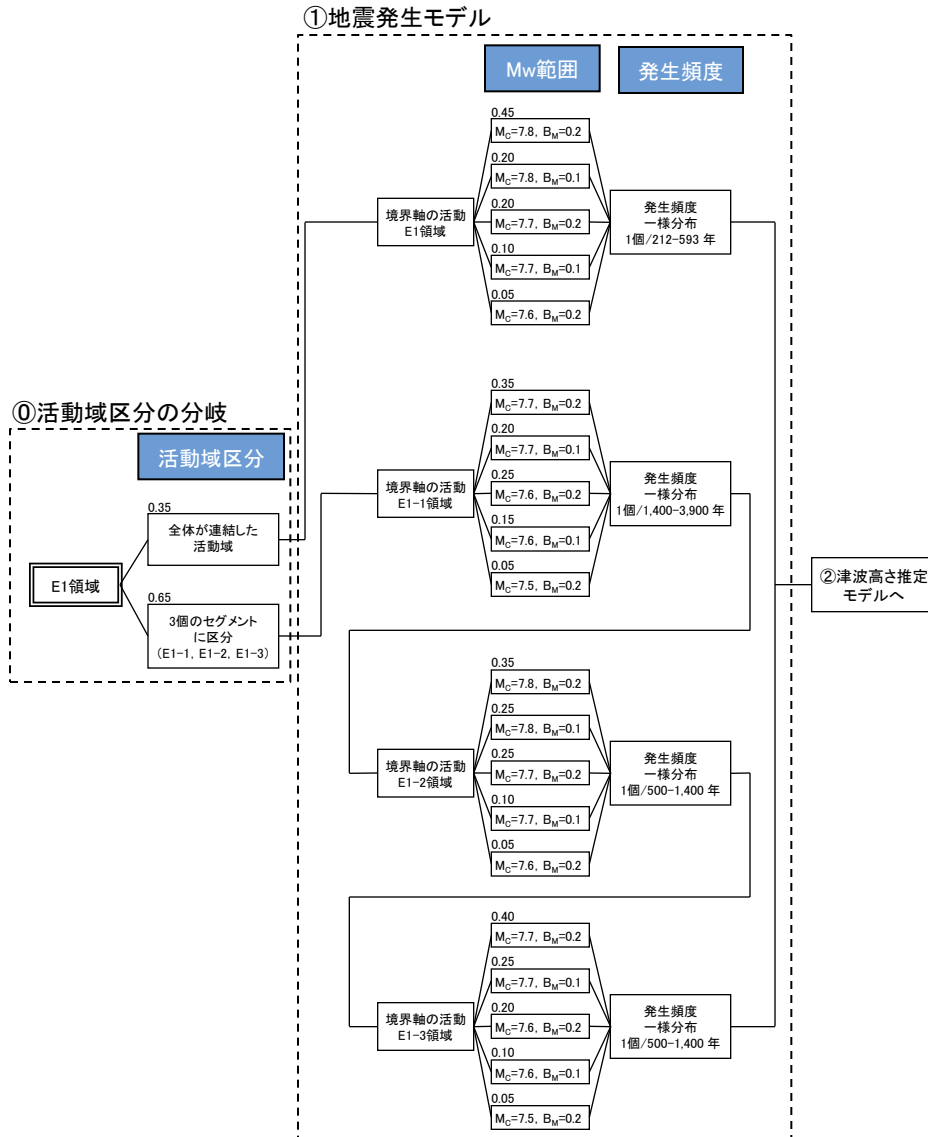 ①地震発生モデル
Mw範囲
発生頻度
0.45
MC=7.8, BM=0.2
0.20
MC=7.8, BM=0.1
0.20
MC=7.7, BM=0.2
0.10
MC=7.7, BM=0.1
0.05
MC=7.6, BM=0.2
境界軸の活動
E1領域
発生頻度
一様分布
1個/212-593 年
⓪活動域区分の分岐
活動域区分
E1領域
0.35
全体が連結した
活動域
0.65
3個のセグメント
に区分
(E1-1, E1-2, E1-3)
境界軸の活動
E1-1領域
0.35
MC=7.7, BM=0.2
0.20
MC=7.7, BM=0.1
0.25
MC=7.6, BM=0.2
0.15
MC=7.6, BM=0.1
0.05
MC=7.5, BM=0.2
発生頻度
一様分布
1個/1,400-3,900 年
境界軸の活動
E1-2領域
0.35
MC=7.8, BM=0.2
0.25
MC=7.8, BM=0.1
0.25
MC=7.7, BM=0.2
0.10
MC=7.7, BM=0.1
0.05
MC=7.6, BM=0.2
発生頻度
一様分布
1個/500-1,400 年
境界軸の活動
E1-3領域
0.40
MC=7.7, BM=0.2
0.25
MC=7.7, BM=0.1
0.20
MC=7.6, BM=0.2
0.10
MC=7.6, BM=0.1
0.05
MC=7.5, BM=0.2
発生頻度
一様分布
1個/500-1,400 年
②津波高さ推定
モデルへ